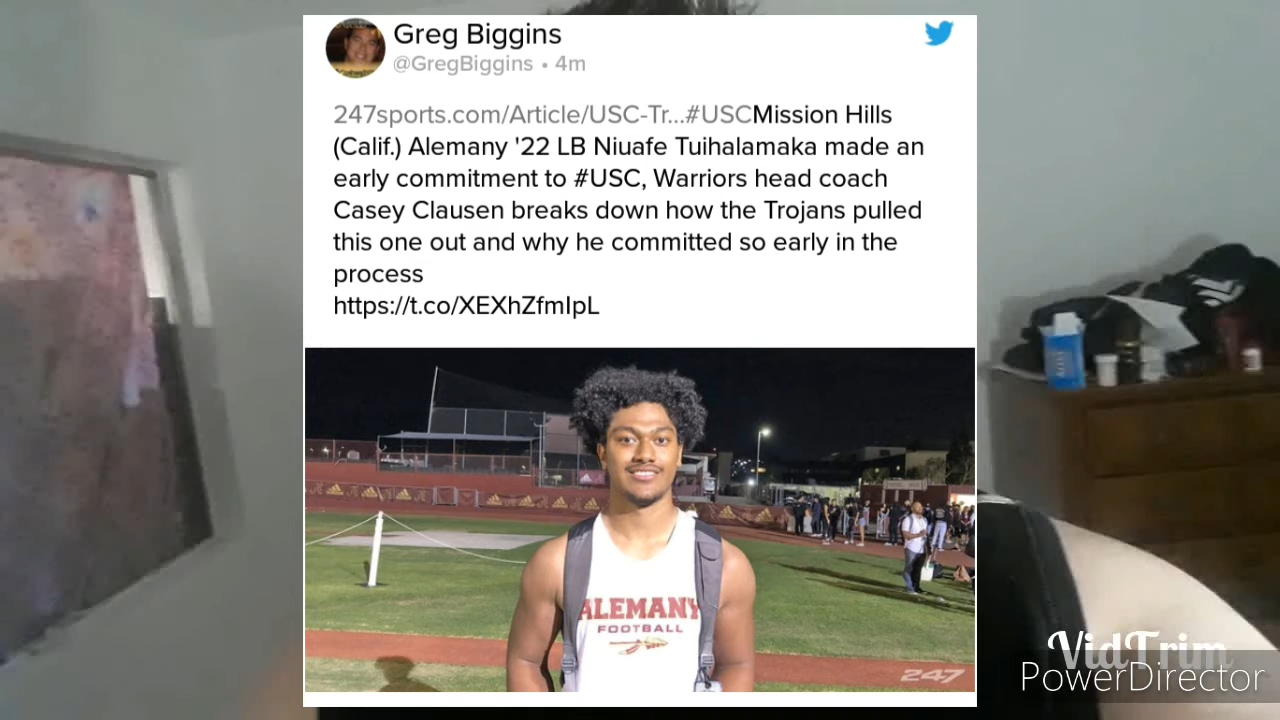 Greg Biggins
@GregBiggins • 4m
247sports.com/Article/USC-Tr...#USCMission Hills
(Calif.) Alemany '22 LB Niuafe Tuihalamaka made an
early commitment to #USC, Warriors head coach
Casey Clausen breaks down how the Trojans pulled
this one out and why he committed so early in the
process
https://t.co/XEXhZfmIpL
ALEMANY
FOOTBALL
247
VidTrim
PowerDirector